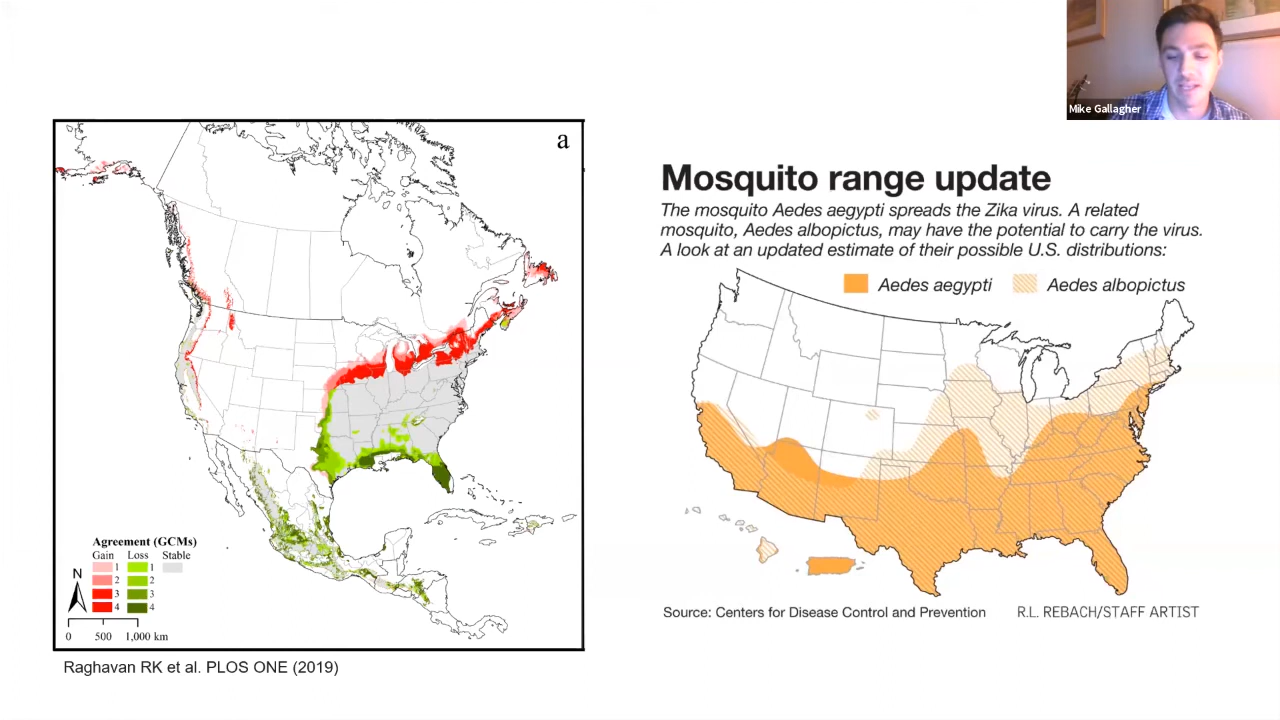 Mike Gallagher
a
Agreement (GCMs)
Gain Loss Stable
1 1
2 2
3 3
4 4
N
0 500 1,000 km
Raghavan RK et al. PLOS ONE (2019)
Mosquito range update
The mosquito Aedes aegypti spreads the Zika virus. A related
mosquito, Aedes albopictus, may have the potential to carry the virus.
A look at an updated estimate of their possible U.S. distributions:
Aedes aegypti Aedes albopictus
Source: Centers for Disease Control and Prevention R.L. REBACH/STAFF ARTIST